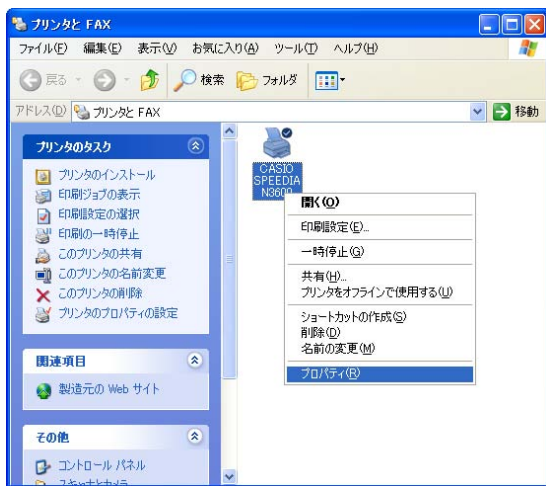 プリンタと FAX
ファイル(F) 編集(E) 表示(V) お気に入り(A) ツール(T) ヘルプ(H)
戻る 検索 フォルダ
アドレス(D) プリンタと FAX 移動
プリンタのタスク
プリンタのインストール
印刷ジョブの表示
印刷設定の選択
印刷の一時停止
このプリンタの共有
このプリンタの名前変更
このプリンタの削除
プリンタのプロパティの設定
関連項目
製造元の Web サイト
その他
コントロール パネル
スキャナとカメラ
CASIO
SPEEDIA
N3600
開く(O)
印刷設定(E)...
一時停止(G)
共有(H)...
プリンタをオフラインで使用する(U)
ショートカットの作成(S)
削除(D)
名前の変更(M)
プロパティ(R)